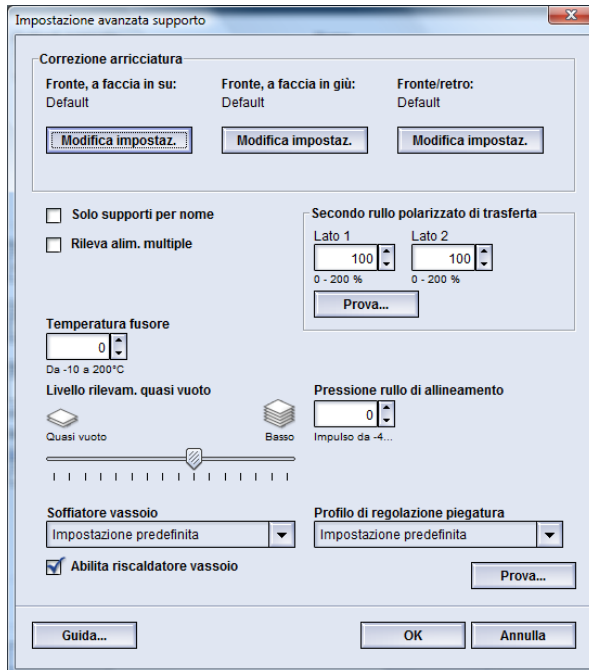 Impostazione avanzata supporto
Correzione arricciatura
Fronte, a faccia in su:
Default
Modifica impostaz.
Fronte, a faccia in giù:
Default
Modifica impostaz.
Fronte/retro:
Default
Modifica impostaz.
Solo supporti per nome
Rileva alim. multiple
Secondo rullo polarizzato di trasferta
Lato 1
100
0 - 200 %
Lato 2
100
0 - 200 %
Prova...
Temperatura fusore
0
Da -10 a 200°C
Livello rilevam. quasi vuoto
Quasi vuoto
Basso
Pressione rullo di allineamento
0
Impulso da -4...
Soffiatore vassoio
Impostazione predefinita
Profilo di regolazione piegatura
Impostazione predefinita
Abilita riscaldatore vassoio
Prova...
Guida...
OK
Annulla